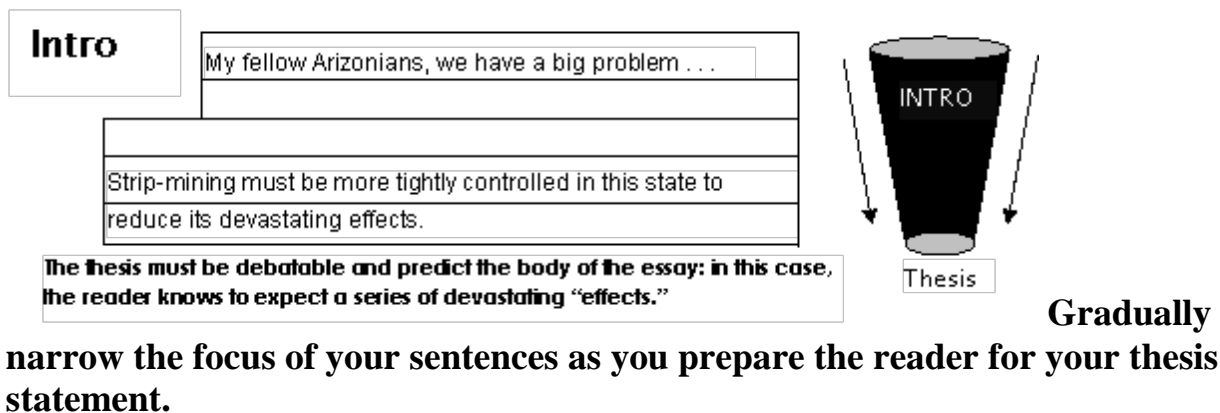 Intro
My fellow Arizonians, we have a big problem . . .
INTRO
Strip-mining must be more tightly controlled in this state to
reduce its devastating effects.
The thesis must be debatable and predict the body of the essay: in this case,
the reader knows to expect a series of devastating “effects.”
Thesis
Gradually
narrow the focus of your sentences as you prepare the reader for your thesis
statement.